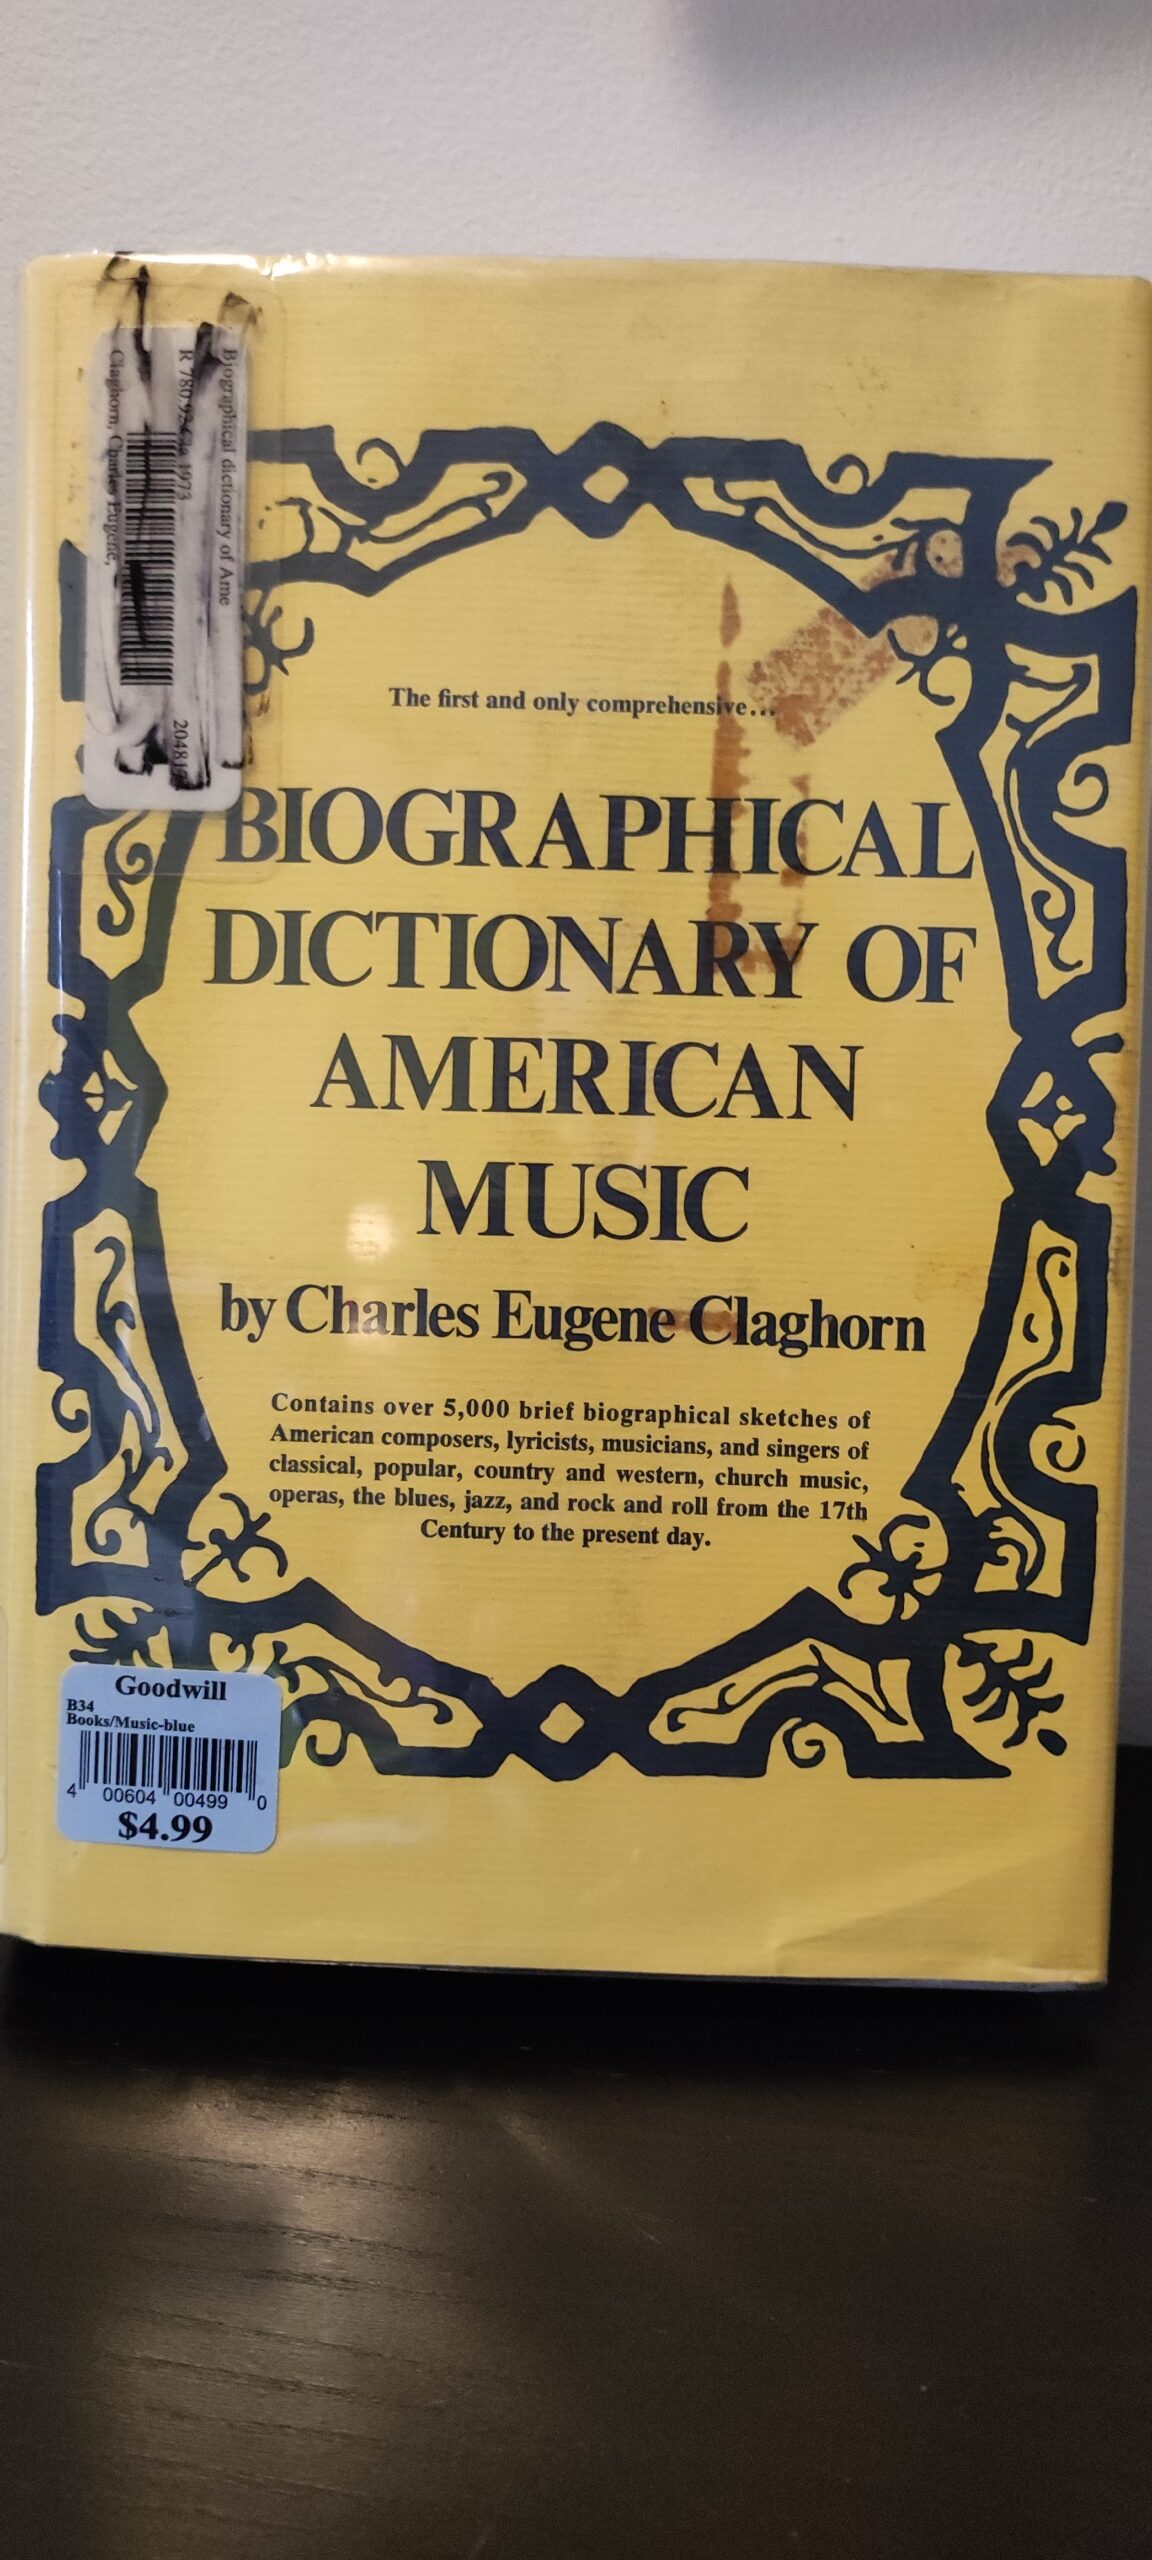 Biographical dictionary of Ame
R 780.92 Cla 1973
Claghorn, Charles Eugene,
The first and only comprehensive...
BIOGRAPHICAL
DICTIONARY OF
AMERICAN
MUSIC
by Charles Eugene Claghorn
Contains over 5,000 brief biographical sketches of
American composers, lyricists, musicians, and singers of
classical, popular, country and western, church music,
operas, the blues, jazz, and rock and roll from the 17th
Century to the present day.
Goodwill
B34
Books/Music-blue
4 00604 00499 0
$4.99